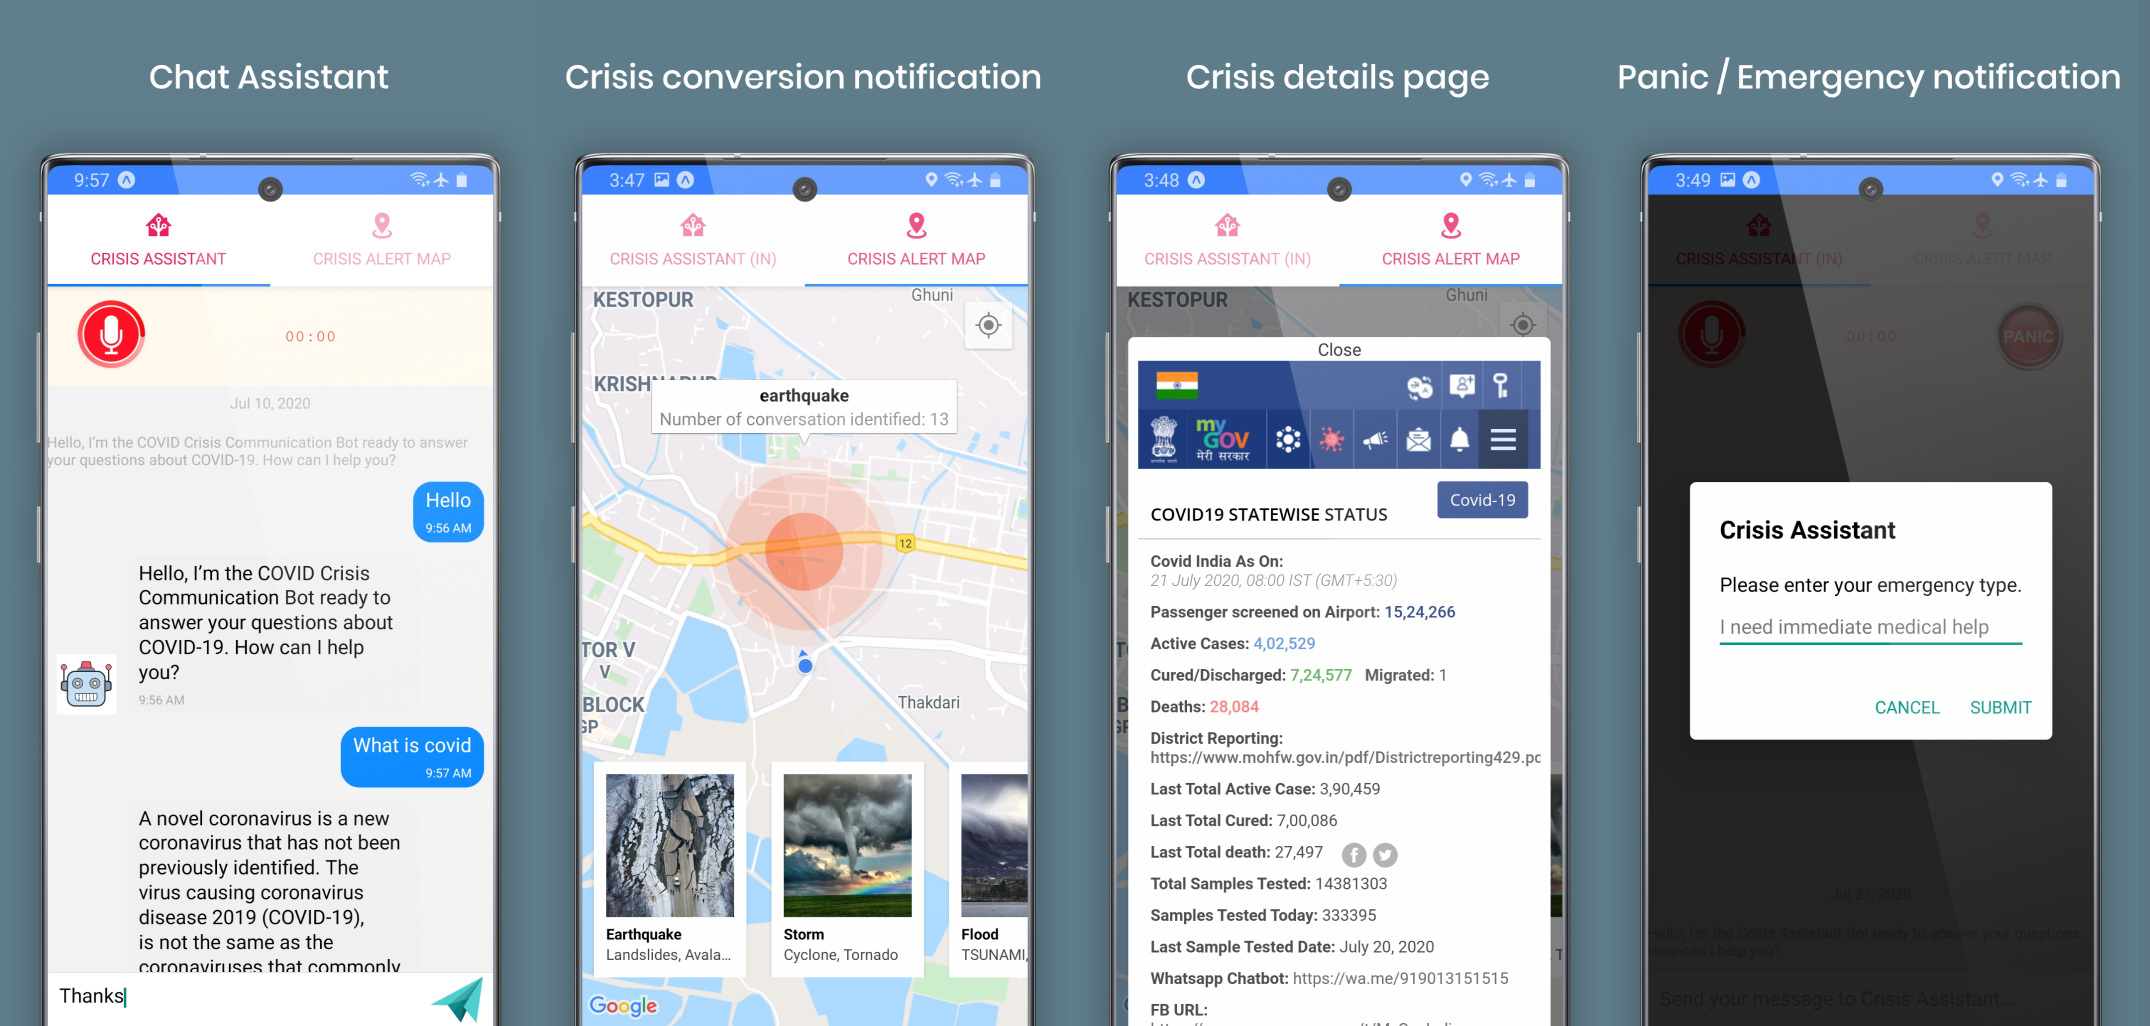 Chat Assistant
9:57
CRISIS ASSISTANT
CRISIS ALERT MAP
00:00
Jul 10, 2020
Hello, I'm the COVID Crisis Communication Bot ready to answer
your questions about COVID-19. How can I help you?
Hello
9:56 AM
Hello, I'm the COVID Crisis
Communication Bot ready to
answer your questions about
COVID-19. How can I help
you?
9:56 AM
What is covid
9:57 AM
A novel coronavirus is a new
coronavirus that has not been
previously identified. The
virus causing coronavirus
disease 2019 (COVID-19),
is not the same as the
coronaviruses that commonly
Thanks
Crisis conversion notification
3:47
CRISIS ASSISTANT (IN)
CRISIS ALERT MAP
KESTOPUR
Ghuni
earthquake
Number of conversation identified: 13
12
TOR V
V
BLOCK
GP
Thakdari
Earthquake
Landslides, Avala...
Storm
Cyclone, Tornado
Flood
TSUNAMI,
Google
Crisis details page
3:48
CRISIS ASSISTANT (IN)
CRISIS ALERT MAP
KESTOPUR
Ghuni
Close
my
GOV
मेरी सरकार
Covid-19
COVID19 STATEWISE STATUS
Covid India As On:
21 July 2020, 08:00 IST (GMT+5:30)
Passenger screened on Airport: 15,24,266
Active Cases: 4,02,529
Cured/Discharged: 7,24,577 Migrated: 1
Deaths: 28,084
District Reporting:
https://www.mohfw.gov.in/pdf/Districtreporting429.pd
Last Total Active Case: 3,90,459
Last Total Cured: 7,00,086
Last Total death: 27,497
Total Samples Tested: 14381303
Samples Tested Today: 333395
Last Sample Tested Date: July 20, 2020
Whatsapp Chatbot: https://wa.me/919013151515
FB URL:
Panic / Emergency notification
3:49
CRISIS ASSISTANT (IN)
CRISIS ALERT MAP
00:00
PANIC
Crisis Assistant
Please enter your emergency type.
I need immediate medical help
CANCEL SUBMIT
Jul 21, 2020
Hello, I'm the Crisis Assistant Bot ready to answer your questions.
How can I help you?
Send your message to Crisis Assistant...